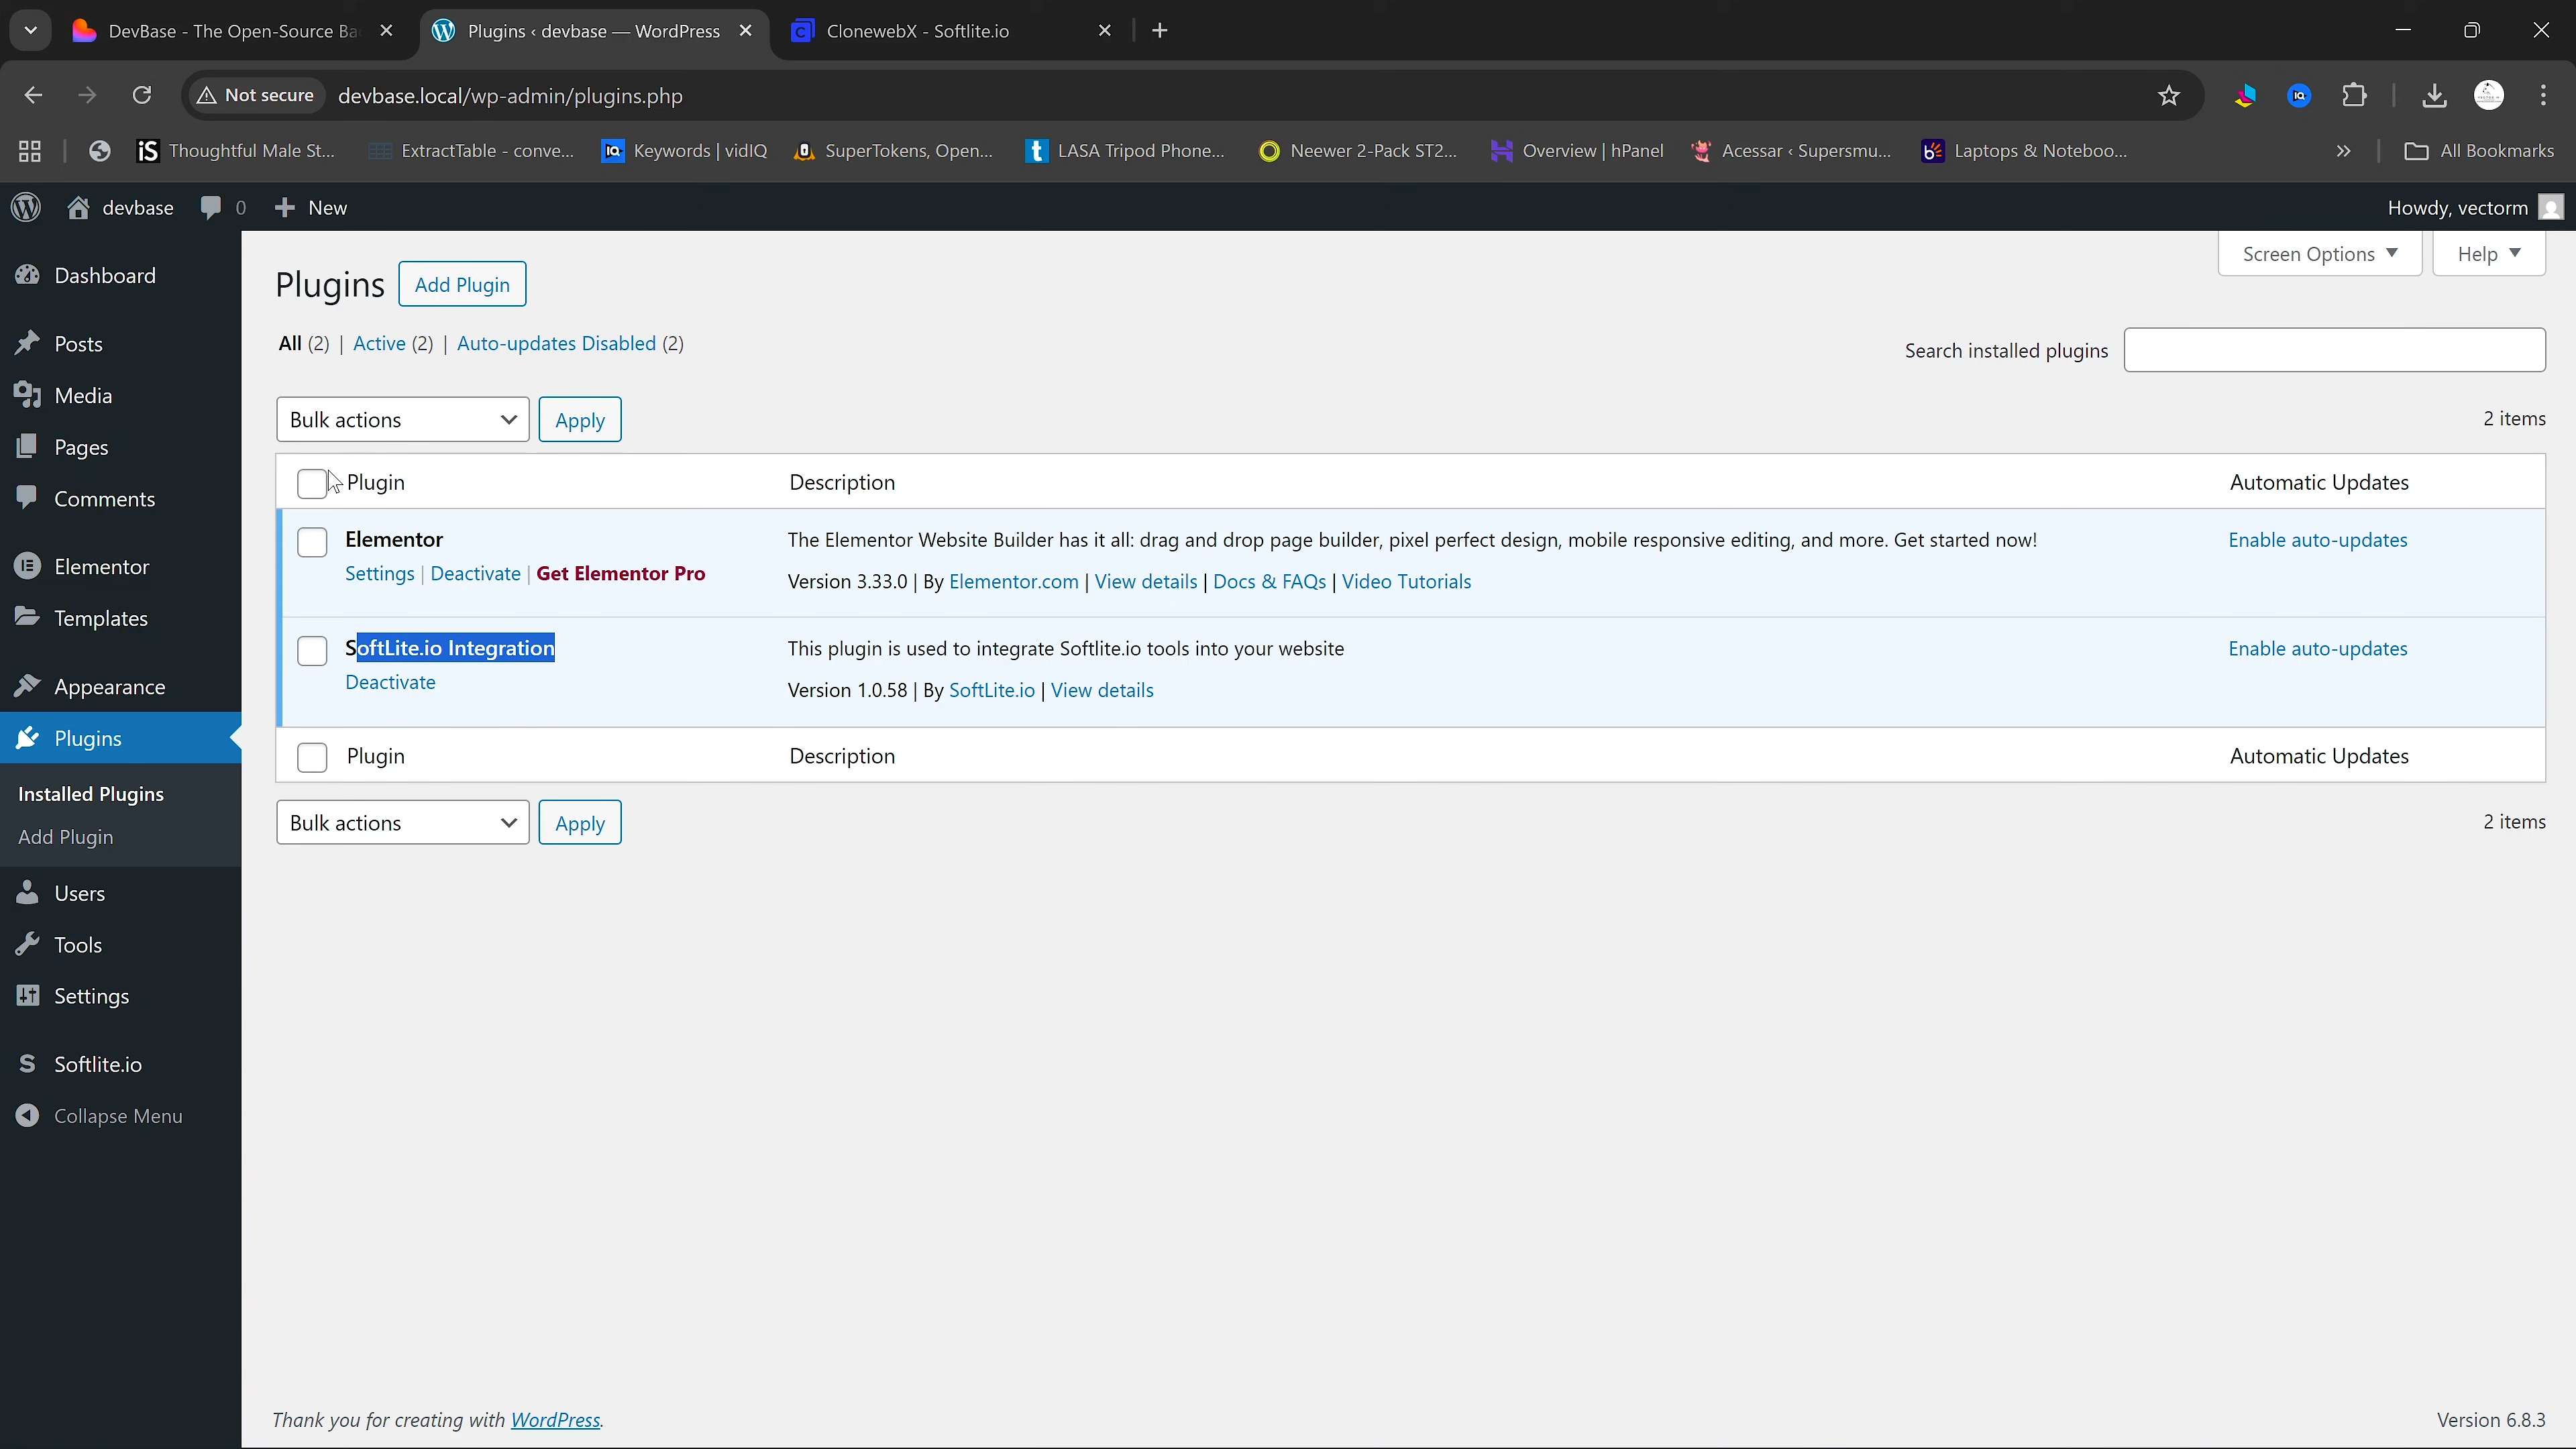 DevBase - The Open-Source Ba
Plugins ‹ devbase — WordPress
ClonewebX - Softlite.io
Not secure
devbase.local/wp-admin/plugins.php
Thoughtful Male St...
ExtractTable - conve...
Keywords | vidIQ
SuperTokens, Open...
LASA Tripod Phone...
Neewer 2-Pack ST2...
Overview | hPanel
Acessar ‹ Supersmu...
Laptops & Noteboo...
All Bookmarks
devbase
0
New
Howdy, vectorm
Dashboard
Posts
Media
Pages
Comments
Elementor
Templates
Appearance
Plugins
Installed Plugins
Add Plugin
Users
Tools
Settings
Softlite.io
Collapse Menu
Screen Options
Help
Plugins
Add Plugin
All (2) | Active (2) | Auto-updates Disabled (2)
Search installed plugins
Bulk actions
Apply
2 items
Plugin Description Automatic Updates
Elementor
Settings | Deactivate | Get Elementor Pro
The Elementor Website Builder has it all: drag and drop page builder, pixel perfect design, mobile responsive editing, and more. Get started now!
Version 3.33.0 | By Elementor.com | View details | Docs & FAQs | Video Tutorials
Enable auto-updates
SoftLite.io Integration
Deactivate
This plugin is used to integrate Softlite.io tools into your website
Version 1.0.58 | By SoftLite.io | View details
Enable auto-updates
Plugin Description Automatic Updates
Bulk actions
Apply
2 items
Thank you for creating with WordPress.
Version 6.8.3